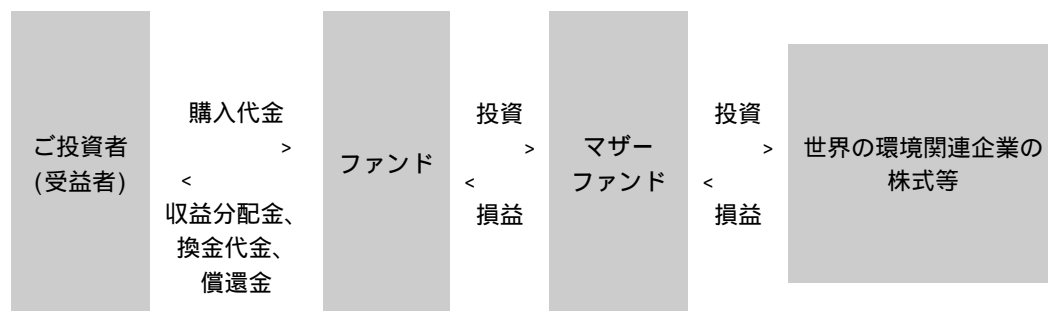 ご投資者
(受益者)
購入代金
>
<
収益分配金、
換金代金、
償還金
ファンド
投資
>
<
損益
マザー
ファンド
投資
>
<
損益
世界の環境関連企業の
株式等